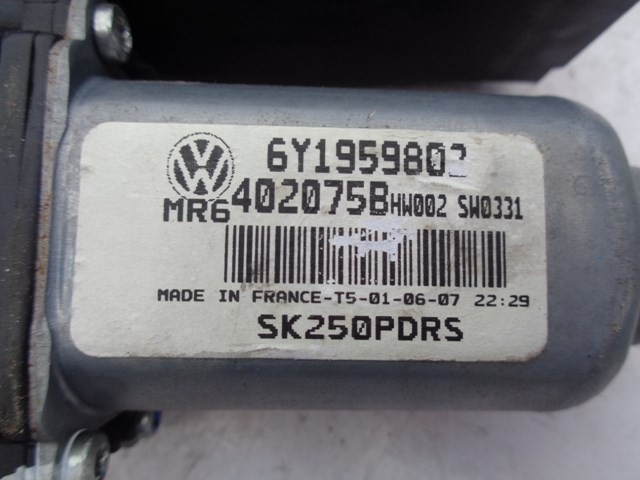 6Y1959802
MR6 402075B HW002 SW0331
MADE IN FRANCE-T5-01-06-07 22:29
SK250PDRS